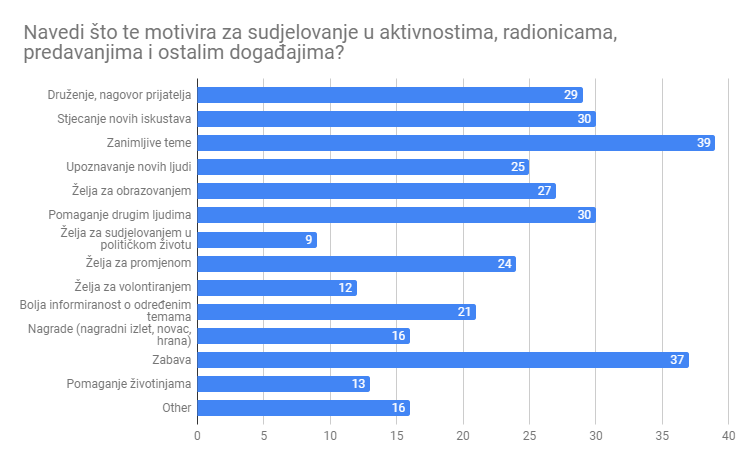 Navedi što te motivira za sudjelovanje u aktivnostima, radionicama,
predavanjima i ostalim događajima?
Druženje, nagovor prijatelja
29
Stjecanje novih iskustava
30
Zanimljive teme
39
Upoznavanje novih ljudi
25
Želja za obrazovanjem
27
Pomaganje drugim ljudima
30
Želja za sudjelovanjem u
političkom životu
9
Želja za promjenom
24
Želja za volontiranjem
12
Bolja informiranost o određenim
temama
21
Nagrade (nagradni izlet, novac,
hrana)
16
Zabava
37
Pomaganje životinjama
13
Other
16
0 5 10 15 20 25 30 35 40